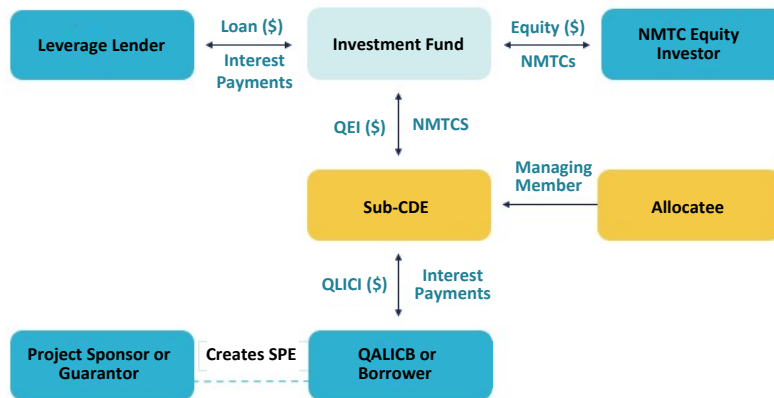 Leverage Lender
Loan ($)
Interest
Payments
Investment Fund
Equity ($)
NMTCs
NMTC Equity
Investor
QEI ($)
NMTCS
Sub-CDE
Managing
Member
Allocatee
QLICI ($)
Interest
Payments
Project Sponsor or
Guarantor
Creates SPE
QALICB or
Borrower